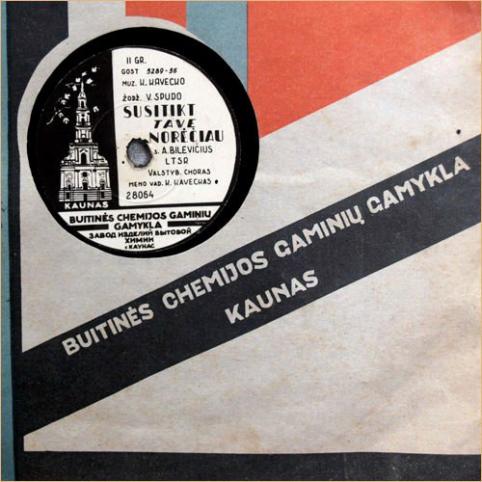 II GR.
GOST 5289-56
MUZ. K. KAVECKO
ŽODŽ. V. SPUDO
SUSITIKT
TAVE
NORĖČIAU
s. A. BILEVIČIUS
LTSR
VALSTYB. CHORAS
MENO VAD. K. KAVECKAS
28064
KAUNAS
BUITINĖS CHEMIJOS GAMINIŲ
GAMYKLA
ЗАВОД ИЗДЕЛИЙ БЫТОВОЙ
ХИМИИ
г. КАУНАС
BUITINĖS CHEMIJOS GAMINIŲ GAMYKLA
KAUNAS